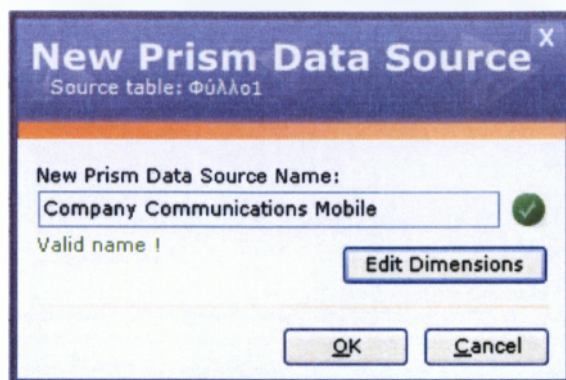 New Prism Data Source
X
Source table: Φύλλο1
New Prism Data Source Name:
Company Communications Mobile
Valid name !
Edit Dimensions
OK
Cancel